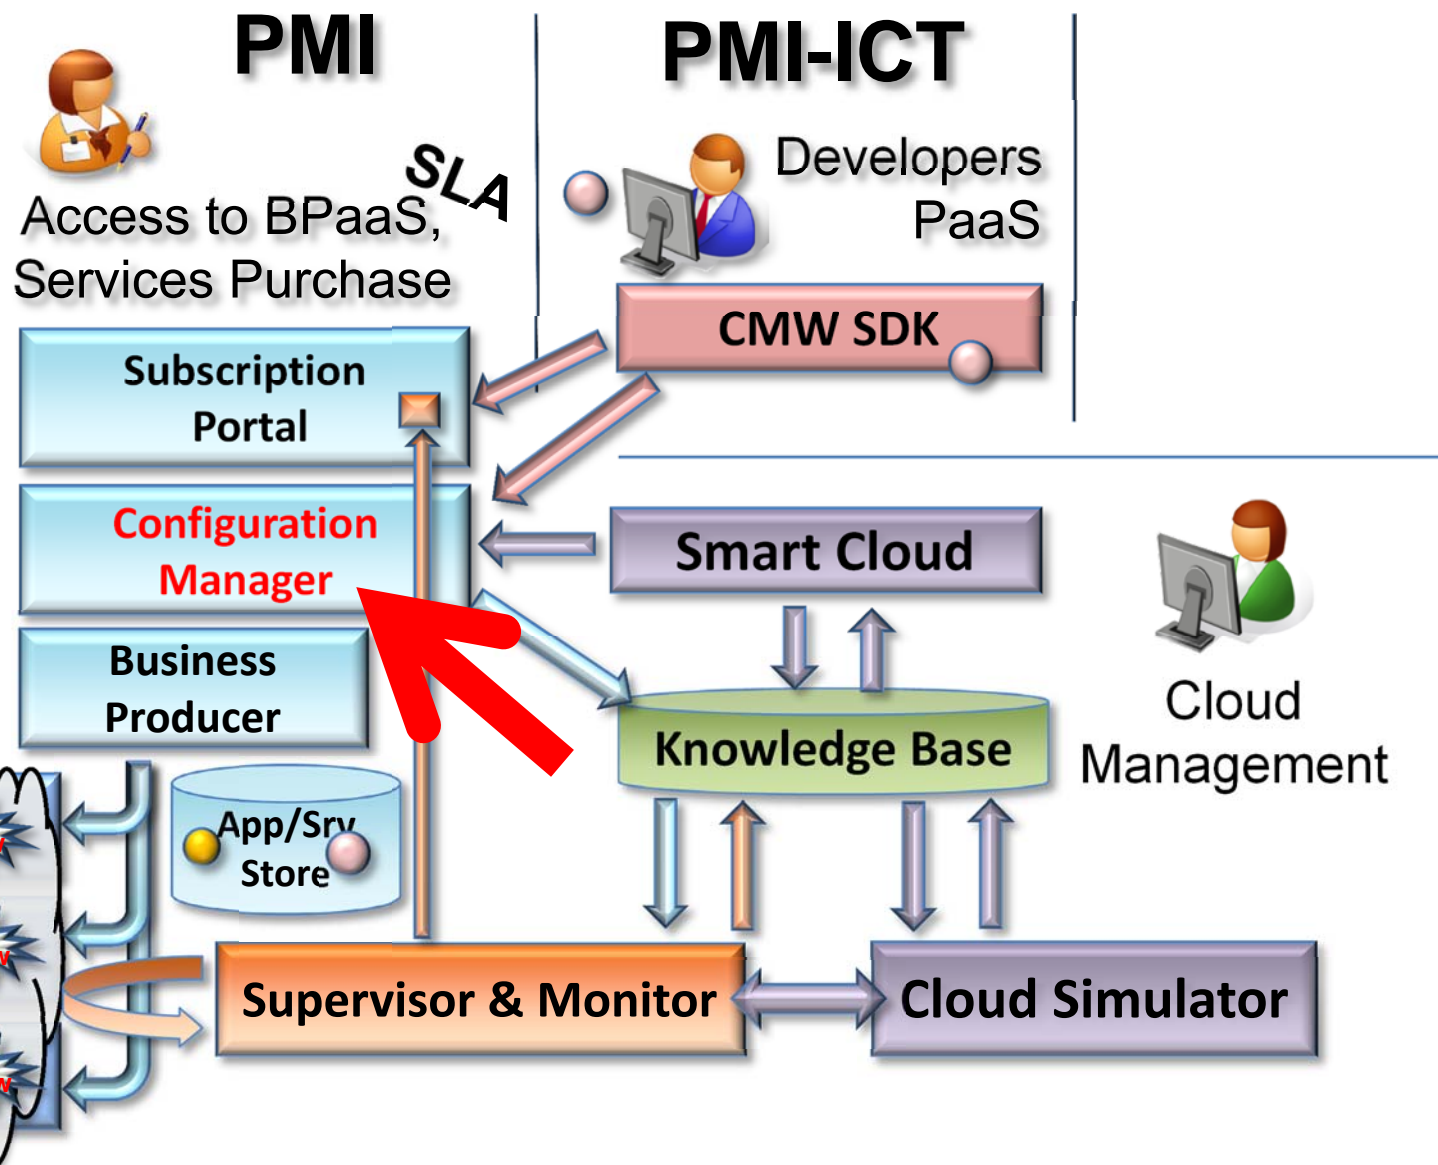 PMI
PMI-ICT
SLA
Developers
PaaS
Access to BPaaS,
Services Purchase
CMW SDK
Subscription
Portal
Configuration
Manager
Smart Cloud
Business
Producer
Knowledge Base
Cloud
Management
App/Srv
Store
Supervisor & Monitor
Cloud Simulator